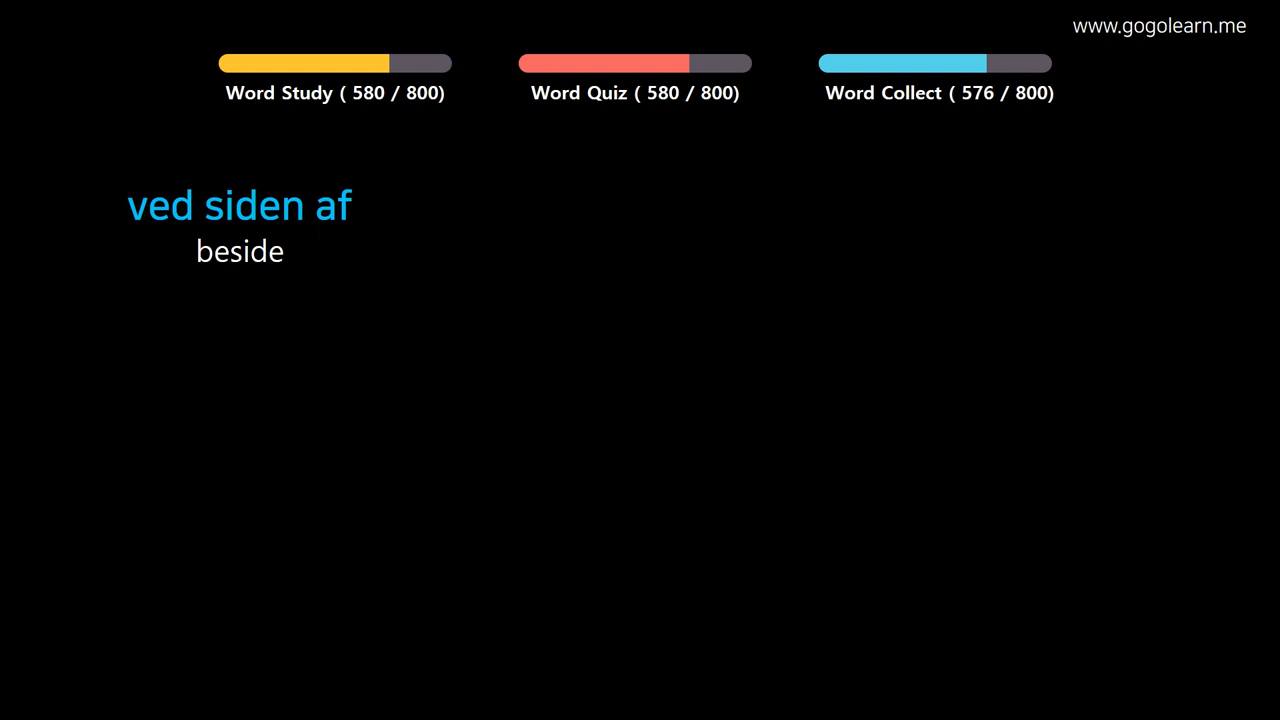 www.gogolearn.me
Word Study ( 580 / 800)
Word Quiz ( 580 / 800)
Word Collect ( 576 / 800)
ved siden af
beside